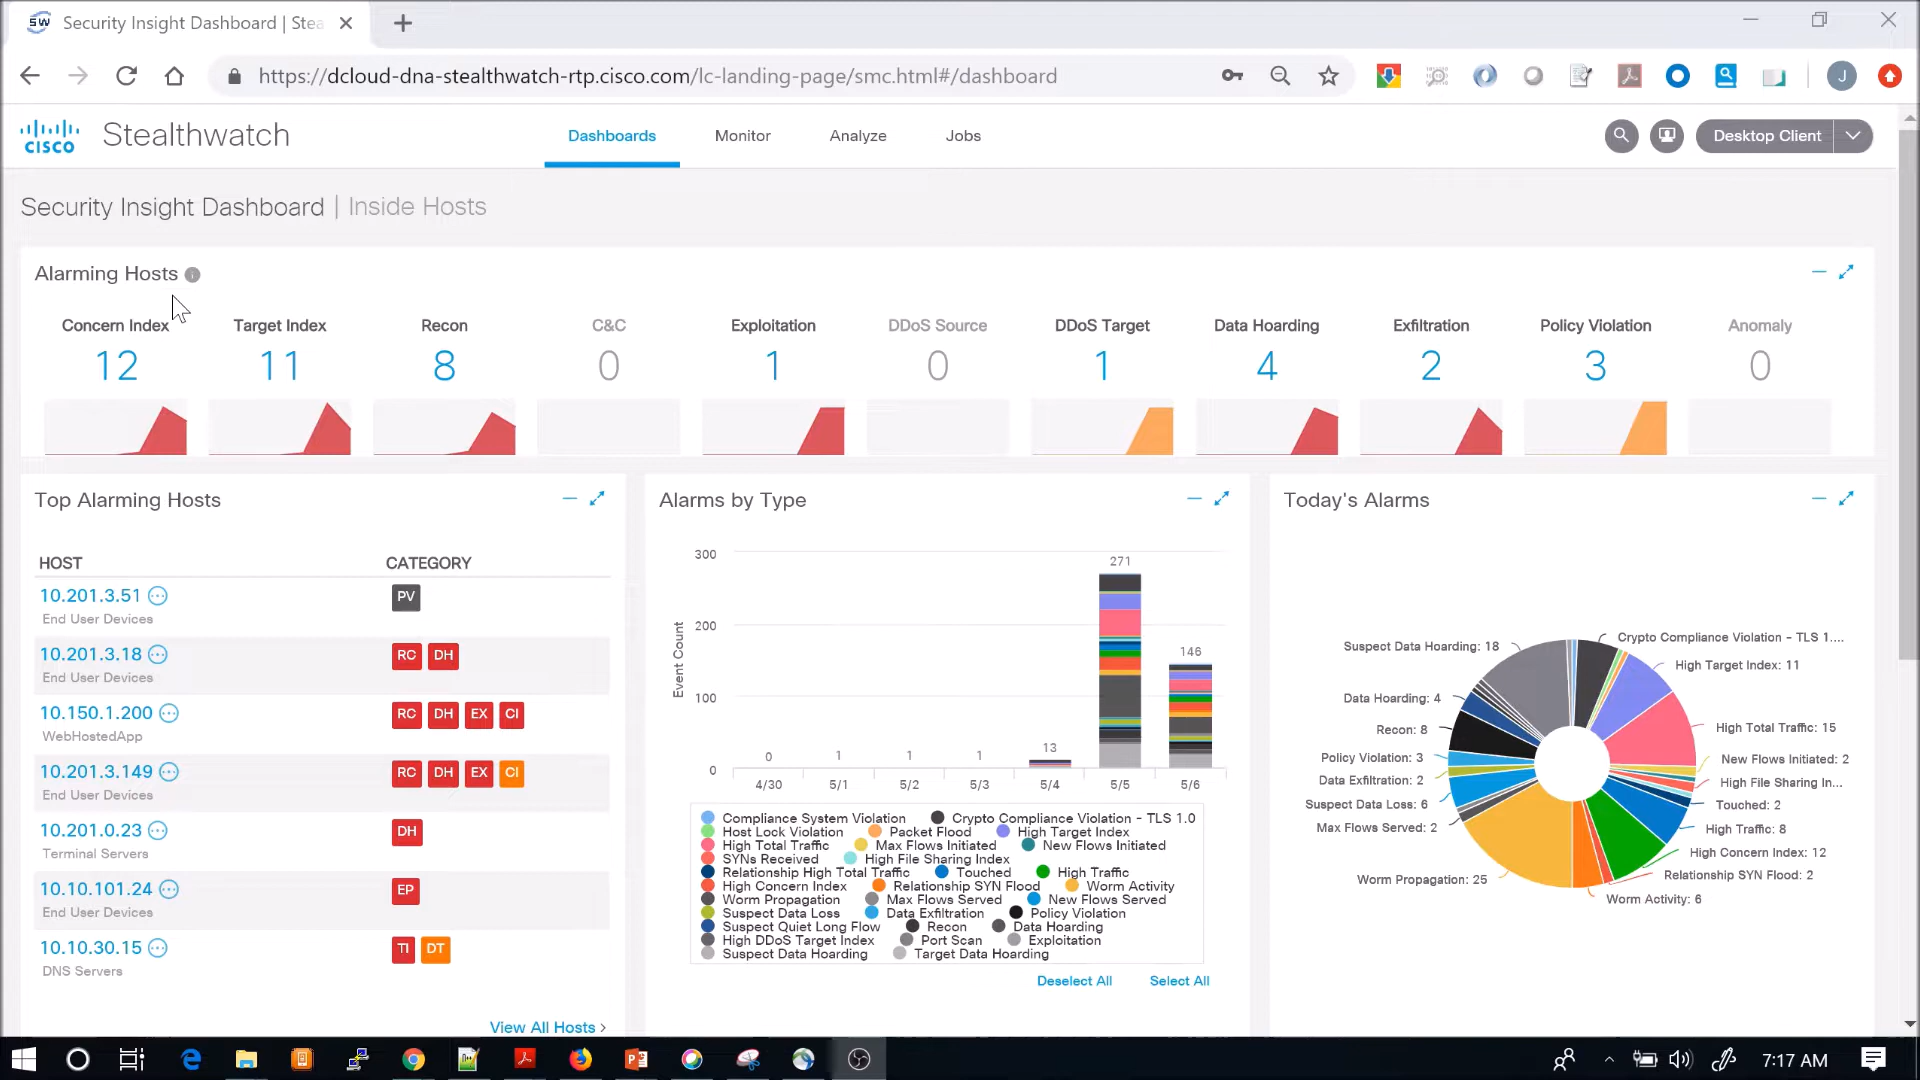 SW Security Insight Dashboard | Stea
https://dcloud-dna-stealthwatch-rtp.cisco.com/lc-landing-page/smc.html#/dashboard
J
CISCO
Stealthwatch
Dashboards Monitor Analyze Jobs
Desktop Client
Security Insight Dashboard | Inside Hosts
Alarming Hosts
Concern Index Target Index Recon C&C Exploitation DDoS Source DDoS Target Data Hoarding Exfiltration Policy Violation Anomaly
12 11 8 0 1 0 1 4 2 3 0
Top Alarming Hosts
HOST CATEGORY
10.201.3.51 PV
End User Devices
10.201.3.18 RC DH
End User Devices
10.150.1.200 RC DH EX CI
WebHostedApp
10.201.3.149 RC DH EX CI
End User Devices
10.201.0.23 DH
Terminal Servers
10.10.101.24 EP
End User Devices
10.10.30.15 TI DT
DNS Servers
View All Hosts >
Alarms by Type
Event Count
300
200
100
0
0 1 1 1 13 271 146
4/30 5/1 5/2 5/3 5/4 5/5 5/6
Compliance System Violation Crypto Compliance Violation - TLS 1.0
Host Lock Violation Packet Flood High Target Index
High Total Traffic Max Flows Initiated New Flows Initiated
SYNs Received High File Sharing Index
Relationship High Total Traffic Touched High Traffic
High Concern Index Relationship SYN Flood Worm Activity
Worm Propagation Max Flows Served New Flows Served
Suspect Data Loss Data Exfiltration Policy Violation
Suspect Quiet Long Flow Recon Data Hoarding
High DDoS Target Index Port Scan Exploitation
Suspect Data Hoarding Target Data Hoarding
Deselect All Select All
Today's Alarms
Crypto Compliance Violation - TLS 1....
Suspect Data Hoarding: 18
High Target Index: 11
Data Hoarding: 4
High Total Traffic: 15
Recon: 8
Policy Violation: 3
New Flows Initiated: 2
Data Exfiltration: 2
High File Sharing In...
Suspect Data Loss: 6
Touched: 2
Max Flows Served: 2
High Traffic: 8
High Concern Index: 12
Relationship SYN Flood: 2
Worm Propagation: 25
Worm Activity: 6
7:17 AM